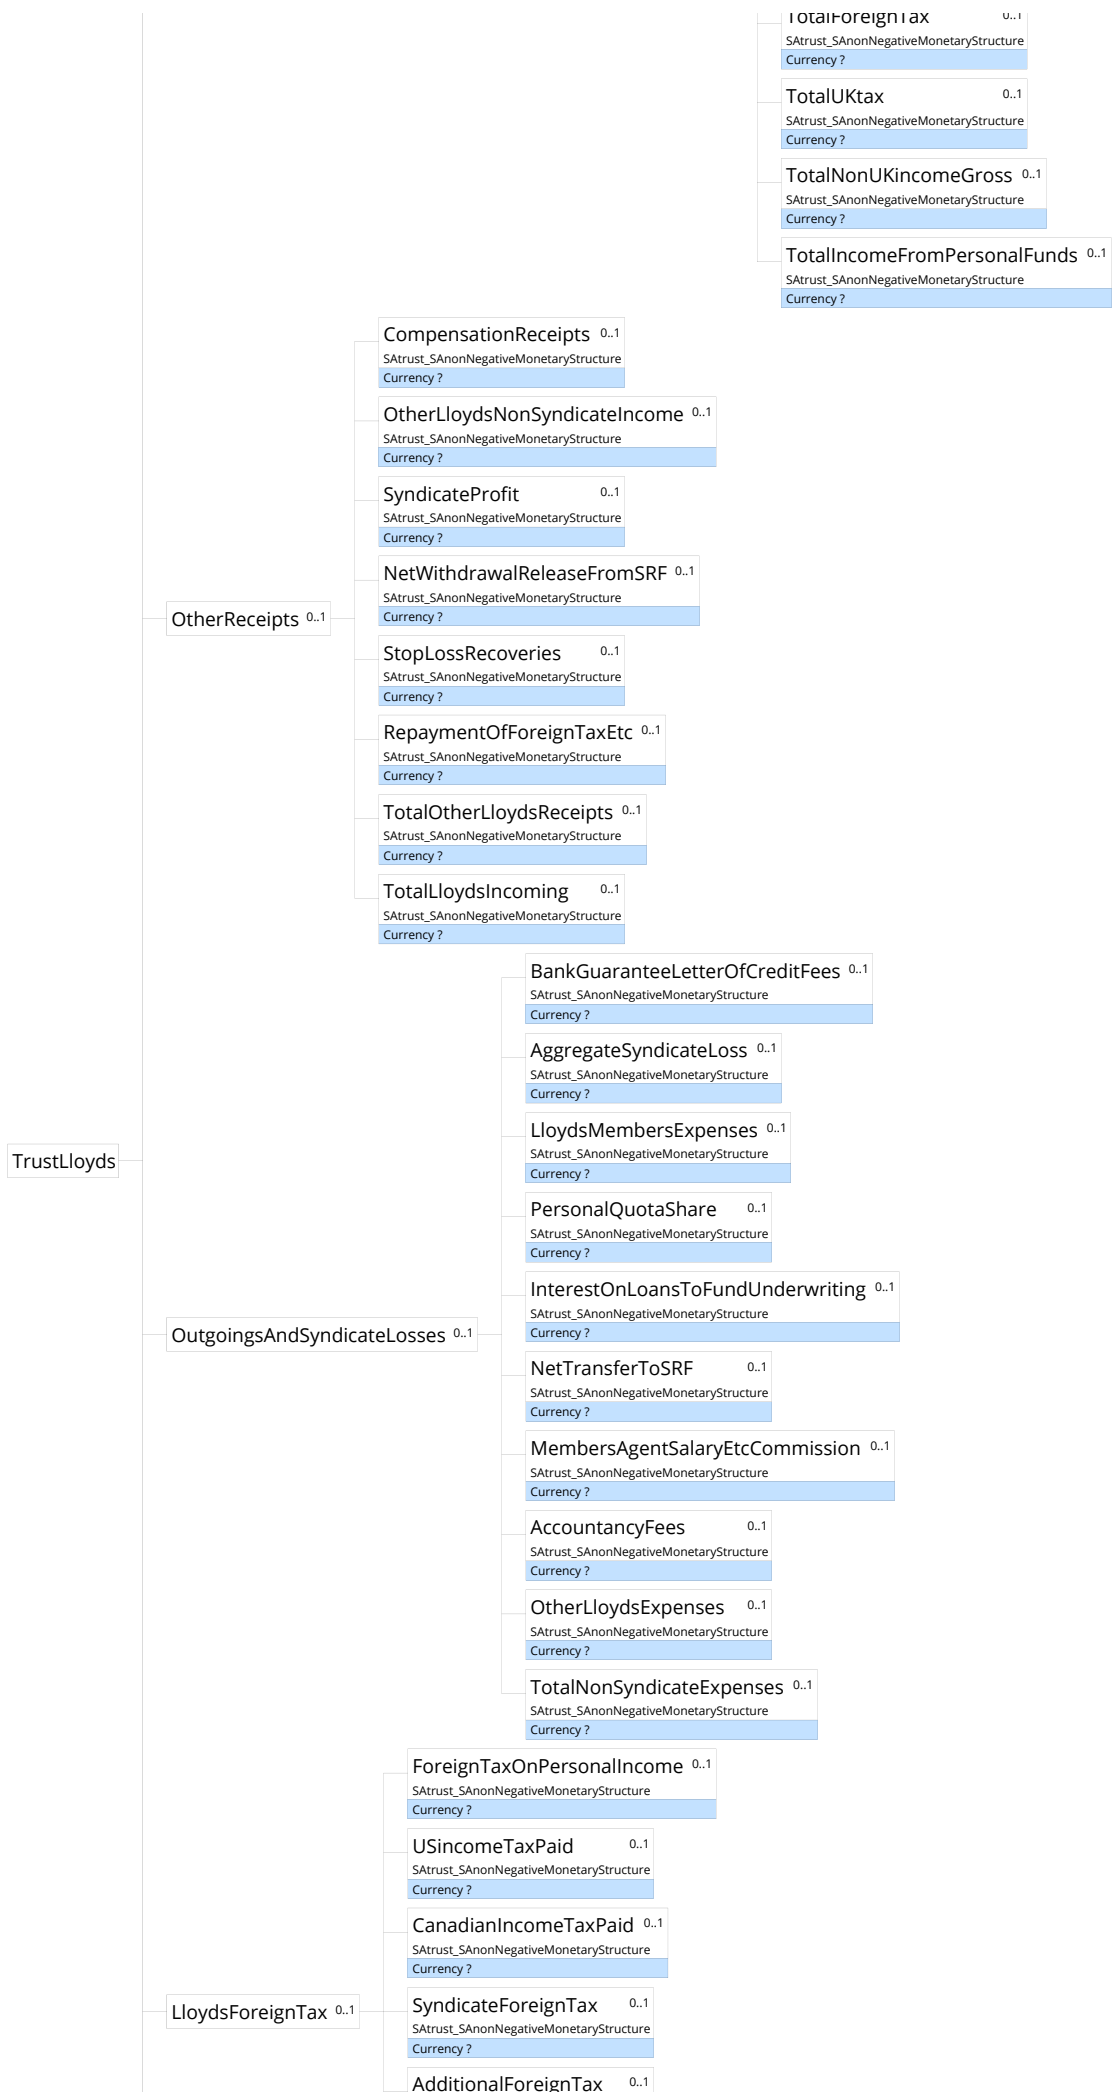 TotalForeignTax 0..1
SAtrust_SAnonNegativeMonetaryStructure
Currency ?
TotalUKtax 0..1
SAtrust_SAnonNegativeMonetaryStructure
Currency ?
TotalNonUKincomeGross 0..1
SAtrust_SAnonNegativeMonetaryStructure
Currency ?
TotalIncomeFromPersonalFunds 0..1
SAtrust_SAnonNegativeMonetaryStructure
Currency ?
CompensationReceipts 0..1
SAtrust_SAnonNegativeMonetaryStructure
Currency ?
OtherLloydsNonSyndicateIncome 0..1
SAtrust_SAnonNegativeMonetaryStructure
Currency ?
SyndicateProfit 0..1
SAtrust_SAnonNegativeMonetaryStructure
Currency ?
NetWithdrawalReleaseFromSRF 0..1
SAtrust_SAnonNegativeMonetaryStructure
Currency ?
OtherReceipts 0..1
StopLossRecoveries 0..1
SAtrust_SAnonNegativeMonetaryStructure
Currency ?
RepaymentOfForeignTaxEtc 0..1
SAtrust_SAnonNegativeMonetaryStructure
Currency ?
TotalOtherLloydsReceipts 0..1
SAtrust_SAnonNegativeMonetaryStructure
Currency ?
TotalLloydsIncoming 0..1
SAtrust_SAnonNegativeMonetaryStructure
Currency ?
BankGuaranteeLetterOfCreditFees 0..1
SAtrust_SAnonNegativeMonetaryStructure
Currency ?
AggregateSyndicateLoss 0..1
SAtrust_SAnonNegativeMonetaryStructure
Currency ?
LloydsMembersExpenses 0..1
SAtrust_SAnonNegativeMonetaryStructure
Currency ?
TrustLloyds
PersonalQuotaShare 0..1
SAtrust_SAnonNegativeMonetaryStructure
Currency ?
InterestOnLoansToFundUnderwriting 0..1
SAtrust_SAnonNegativeMonetaryStructure
Currency ?
OutgoingsAndSyndicateLosses 0..1
NetTransferToSRF 0..1
SAtrust_SAnonNegativeMonetaryStructure
Currency ?
MembersAgentSalaryEtcCommission 0..1
SAtrust_SAnonNegativeMonetaryStructure
Currency ?
AccountancyFees 0..1
SAtrust_SAnonNegativeMonetaryStructure
Currency ?
OtherLloydsExpenses 0..1
SAtrust_SAnonNegativeMonetaryStructure
Currency ?
TotalNonSyndicateExpenses 0..1
SAtrust_SAnonNegativeMonetaryStructure
Currency ?
ForeignTaxOnPersonalIncome 0..1
SAtrust_SAnonNegativeMonetaryStructure
Currency ?
USincomeTaxPaid 0..1
SAtrust_SAnonNegativeMonetaryStructure
Currency ?
CanadianIncomeTaxPaid 0..1
SAtrust_SAnonNegativeMonetaryStructure
Currency ?
LloydsForeignTax 0..1
SyndicateForeignTax 0..1
SAtrust_SAnonNegativeMonetaryStructure
Currency ?
AdditionalForeignTax 0..1